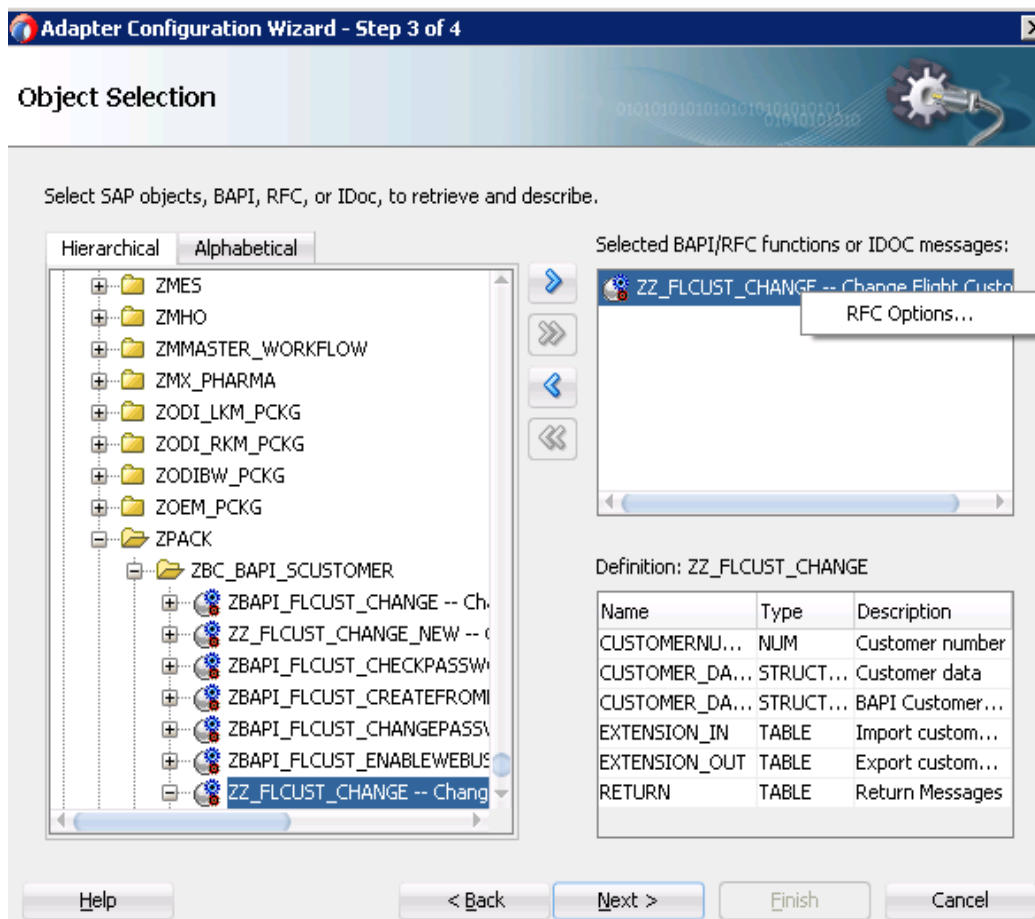 Adapter Configuration Wizard - Step 3 of 4
Object Selection
Select SAP objects, BAPI, RFC, or IDoc, to retrieve and describe.
Hierarchical Alphabetical
ZMES
ZMHO
ZMMASTER_WORKFLOW
ZMX_PHARMA
ZODI_LKM_PCKG
ZODI_RKM_PCKG
ZODIBW_PCKG
ZOEM_PCKG
ZPACK
ZBC_BAPI_SCUSTOMER
ZBAPI_FLCUST_CHANGE -- Cha
ZZ_FLCUST_CHANGE_NEW --
ZBAPI_FLCUST_CHECKPASSW
ZBAPI_FLCUST_CREATEFROM
ZBAPI_FLCUST_CHANGEPASS
ZBAPI_FLCUST_ENABLEWEBUS
ZZ_FLCUST_CHANGE -- Chang
Selected BAPI/RFC functions or IDOC messages:
ZZ_FLCUST_CHANGE -- Change Flight Custo
RFC Options...
Definition: ZZ_FLCUST_CHANGE
Name Type Description
CUSTOMERNU... NUM Customer number
CUSTOMER_DA... STRUCT... Customer data
CUSTOMER_DA... STRUCT... BAPI Customer...
EXTENSION_IN TABLE Import custom...
EXTENSION_OUT TABLE Export custom...
RETURN TABLE Return Messages
Help < Back Next > Finish Cancel